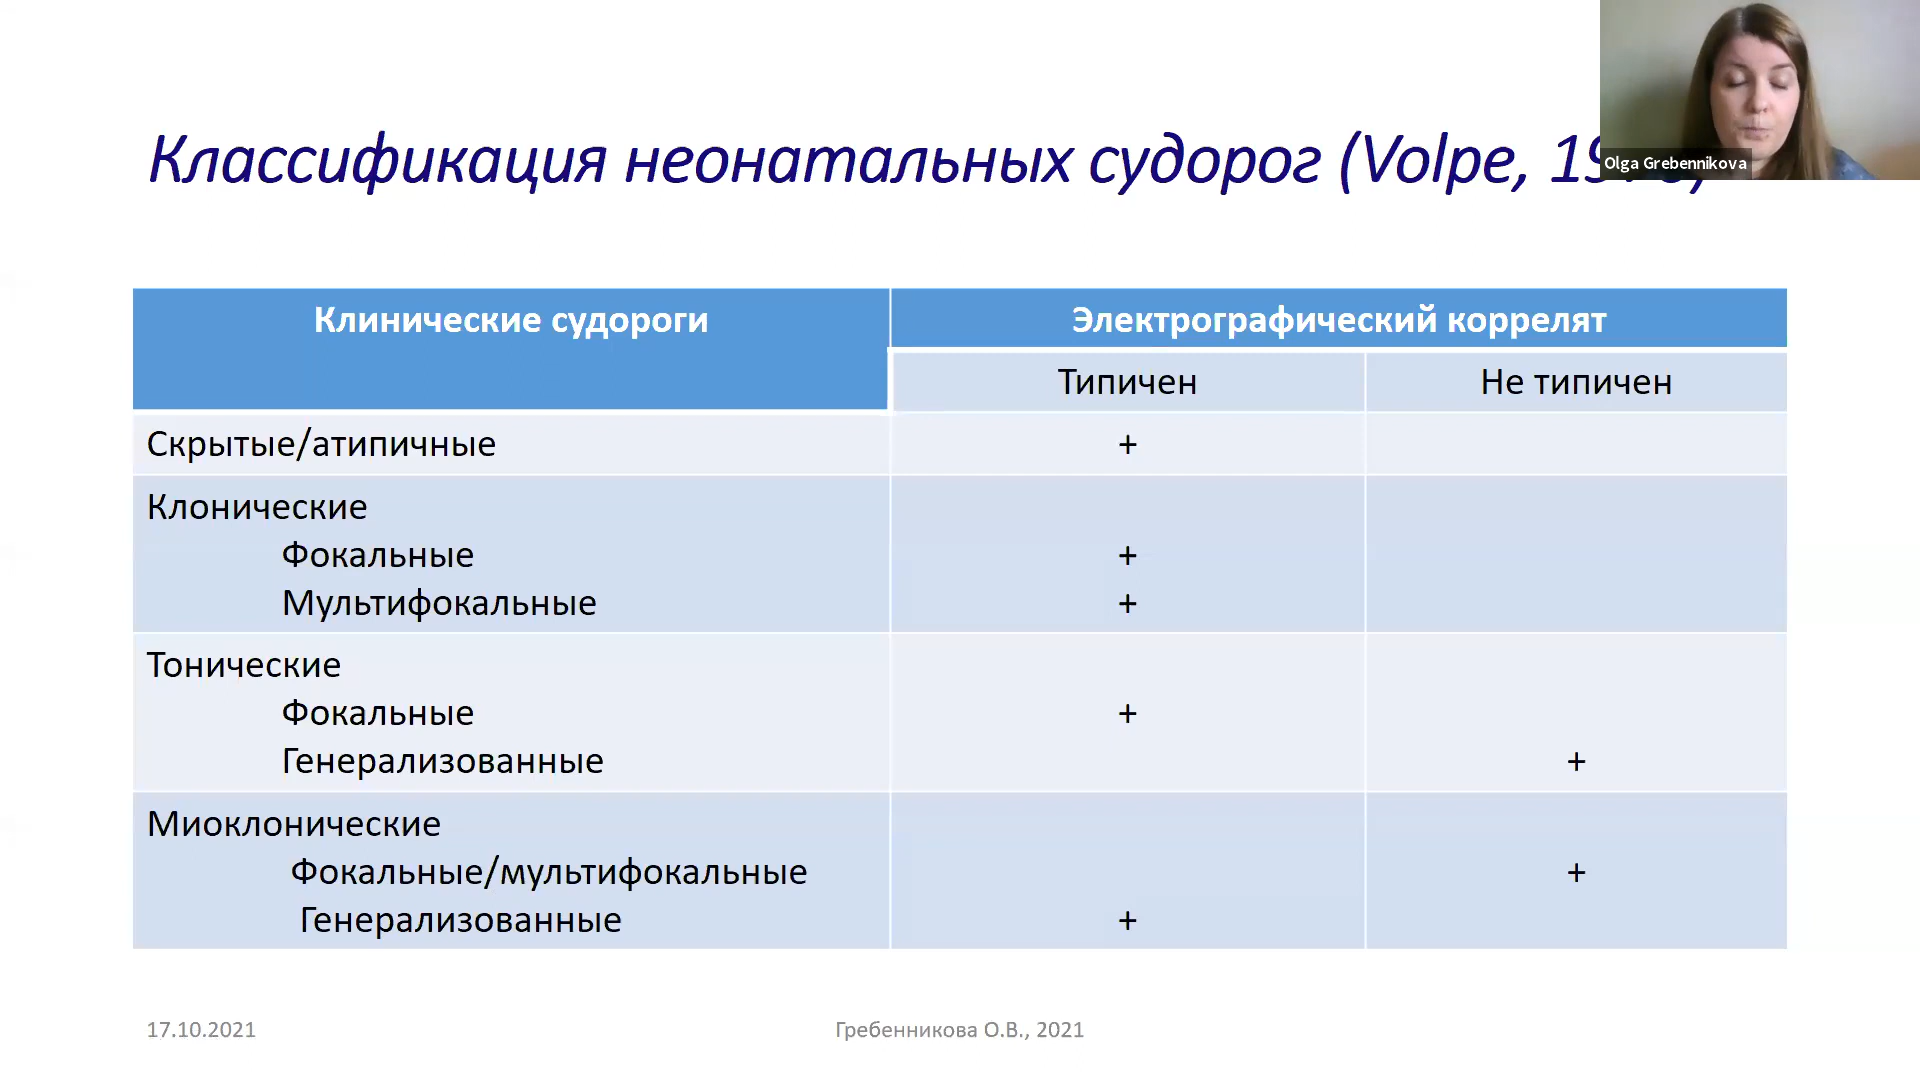 Классификация неонатальных судорог (Volpe,
Olga Grebennikova
Клинические судороги
Электрографический коррелят
Типичен
Не типичен
Скрытые/атипичные
+
Клонические
Фокальные
+
Мультифокальные
+
Тонические
Фокальные
+
Генерализованные
+
Миоклонические
Фокальные/мультифокальные
+
Генерализованные
+
17.10.2021
Гребенникова О.В., 2021